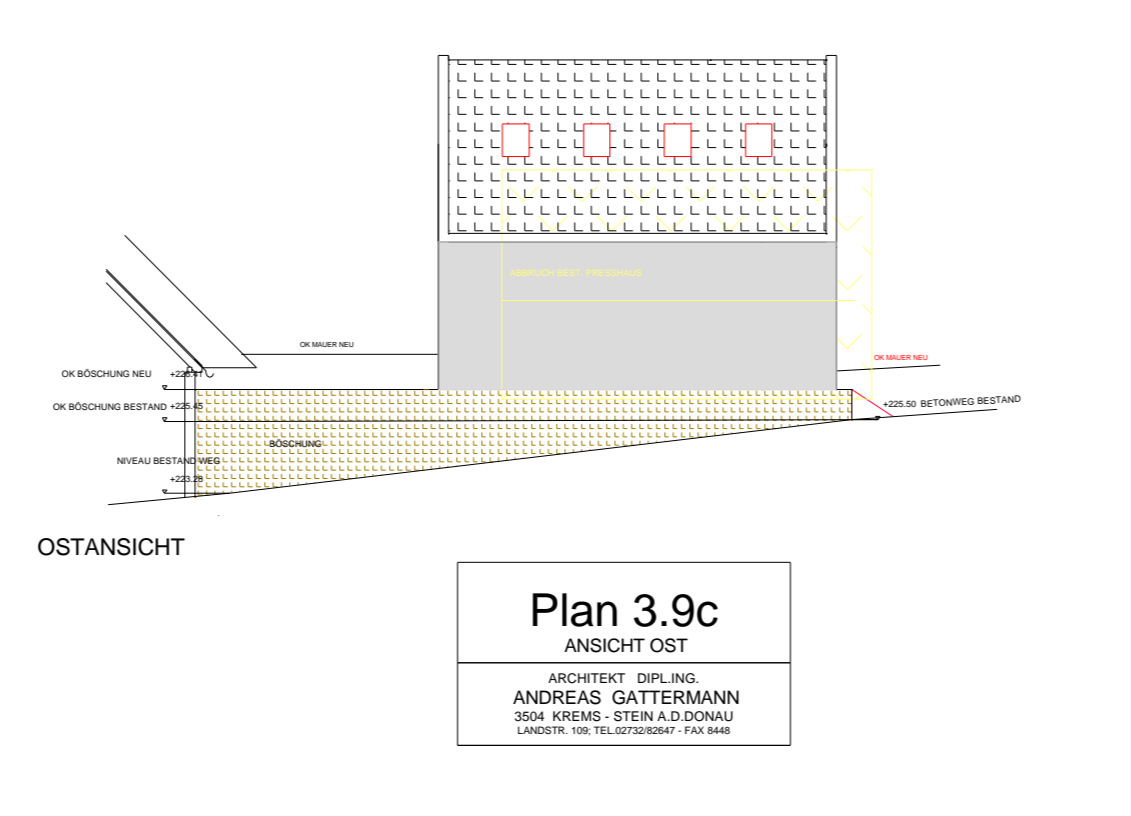 ABBRUCH BEST. PRESSHAUS
OK MAUER NEU
OK MAUER NEU
OK BÖSCHUNG NEU +226.41
OK BÖSCHUNG BESTAND +225.45
+225.50 BETONWEG BESTAND
BÖSCHUNG
NIVEAU BESTAND WEG
+223.28
OSTANSICHT
Plan 3.9c
ANSICHT OST
ARCHITEKT DIPL.ING.
ANDREAS GATTERMANN
3504 KREMS - STEIN A.D.DONAU
LANDSTR. 109; TEL.02732/82647 - FAX 8448